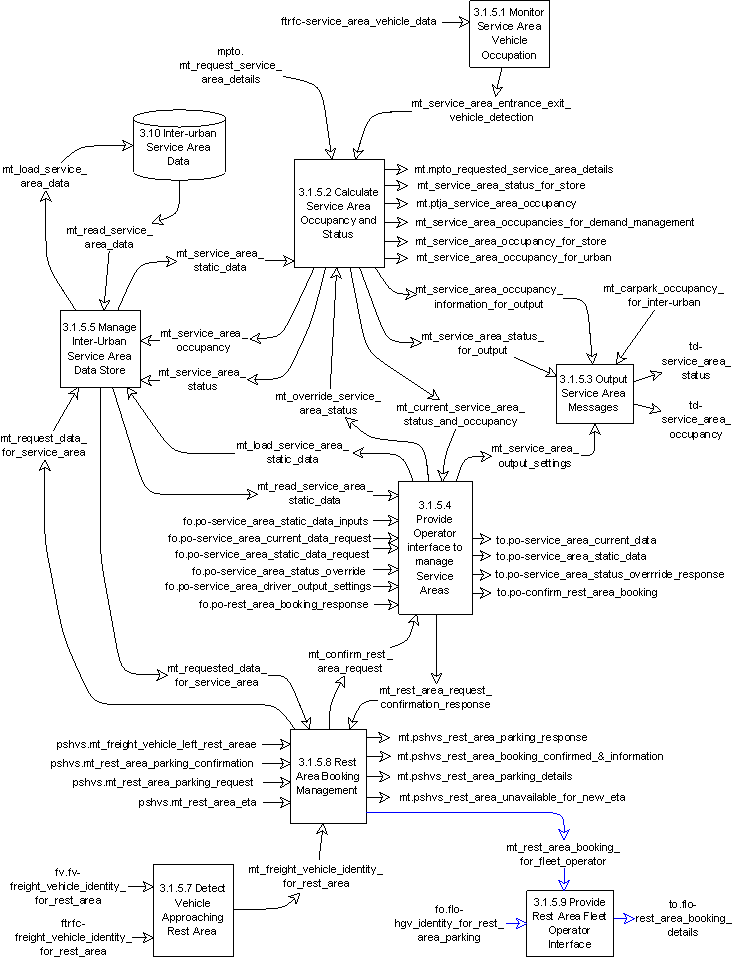 3.1.5.1 Monitor
Service Area
Vehicle
Occupation
ftrfc-service_area_vehicle_data
mpto.
mt_request_service_
area_details
mt_service_area_entrance_exit_
vehicle_detection
3.10 Inter-urban
Service Area
Data
mt_load_service_
area_data
mt_read_service_
area_data
3.1.5.2 Calculate
Service Area
Occupancy and
Status
mt.mpto_requested_service_area_details
mt_service_area_status_for_store
mt.ptja_service_area_occupancy
mt_service_area_occupancies_for_demand_management
mt_service_area_occupancy_for_store
mt_service_area_occupancy_for_urban
mt_service_area_
static_data
mt_service_area_occupancy_
information_for_output
mt_carpark_occupancy_
for_inter-urban
3.1.5.5 Manage
Inter-Urban
Service Area
Data Store
mt_service_area_
occupancy
mt_service_area_status_
for_output
mt_service_area_
status
3.1.5.3 Output
Service Area
Messages
td-
service_area_
status
td-
service_area_
occupancy
mt_override_service_
area_status
mt_current_service_area_
status_and_occupancy
mt_request_data_
for_service_area
mt_load_service_area_
static_data
mt_service_area_
output_settings
mt_read_service_area_
static_data
3.1.5.4
Provide
Operator
interface to
manage
Service
Areas
fo.po-service_area_static_data_inputs
fo.po-service_area_current_data_request
fo.po-service_area_static_data_request
fo.po-service_area_status_override
fo.po-service_area_driver_output_settings
fo.po-rest_area_booking_response
to.po-service_area_current_data
to.po-service_area_static_data
to.po-service_area_status_overrride_response
to.po-confirm_rest_area_booking
mt_requested_data_
for_service_area
mt_confirm_rest_
area_request
mt_rest_area_request_
confirmation_response
3.1.5.8 Rest
Area Booking
Management
pshvs.mt_freight_vehicle_left_rest_areae
pshvs.mt_rest_area_parking_confirmation
pshvs.mt_rest_area_parking_request
pshvs.mt_rest_area_eta
mt.pshvs_rest_area_parking_response
mt.pshvs_rest_area_booking_confirmed_&_information
mt.pshvs_rest_area_parking_details
mt.pshvs_rest_area_unavailable_for_new_eta
mt_rest_area_booking_
for_fleet_operator
mt_freight_vehicle_identity_
for_rest_area
fv.fv-
freight_vehicle_identity_
for_rest_area
ftrfc-
freight_vehicle_identity_
for_rest_area
3.1.5.7 Detect
Vehicle
Approaching
Rest Area
fo.flo-
hgv_identity_for_rest_
area_parking
3.1.5.9 Provide
Rest Area Fleet
Operator
Interface
to.flo-
rest_area_booking_
details